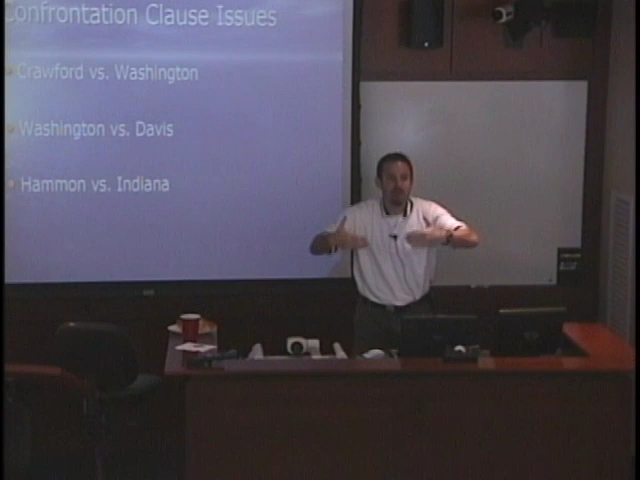 Confrontation Clause Issues
Crawford vs. Washington
Washington vs. Davis
Hammon vs. Indiana